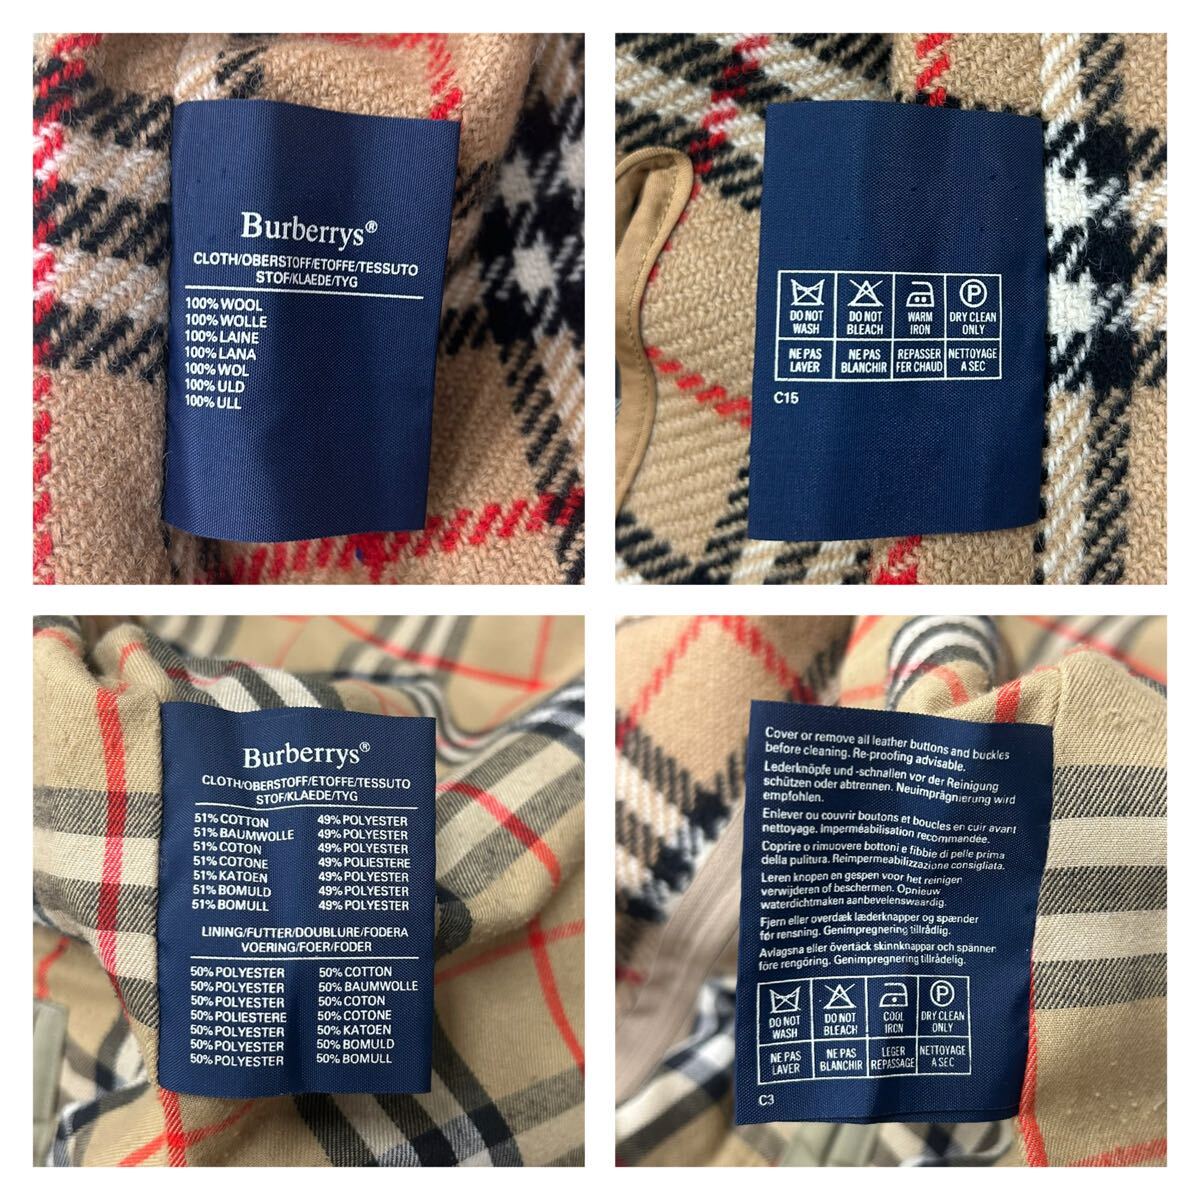 Burberrys®
CLOTH/OBERSTOFF/ETOFFE/TESSUTO
STOF/KLAEDE/TYG
100% WOOL
100% WOLLE
100% LAINE
100% LANA
100% WOL
100% ULD
100% ULL
P
DO NOT WASH DO NOT BLEACH WARM IRON DRY CLEAN ONLY
NE PAS LAVER NE PAS BLANCHIR REPASSER FER CHAUD NETTOYAGE A SEC
C15
Burberrys®
CLOTH/OBERSTOFF/ETOFFE/TESSUTO
STOF/KLAEDE/TYG
51% COTTON 49% POLYESTER
51% BAUMWOLLE 49% POLYESTER
51% COTON 49% POLYESTER
51% COTONE 49% POLIESTERE
51% KATOEN 49% POLYESTER
51% BOMULD 49% POLYESTER
51% BOMULL 49% POLYESTER
LINING/FUTTER/DOUBLURE/FODERA
VOERING/FOER/FODER
50% POLYESTER 50% COTTON
50% POLYESTER 50% BAUMWOLLE
50% POLYESTER 50% COTON
50% POLIESTERE 50% COTONE
50% POLYESTER 50% KATOEN
50% POLYESTER 50% BOMULD
50% POLYESTER 50% BOMULL
Cover or remove all leather buttons and buckles
before cleaning. Re-proofing advisable.
Lederknöpfe und -schnallen vor der Reinigung
schützen oder abtrennen. Neuimprägnierung wird
empfohlen.
Enlever ou couvrir boutons et boucles en cuir avant
nettoyage. Imperméabilisation recommandée.
Coprire o rimuovere bottoni e fibbie di pelle prima
della pulitura. Reimpermeabilizzazione consigliata.
Leren knopen en gespen voor het reinigen
verwijderen of beschermen. Opnieuw
waterdichtmaken aanbevelenswaardig.
Fjern eller overdæk læderknapper og spænder
før rensning. Genimpregnering tilrådlig.
Avlagsna eller övertäck skinnknappar och spännen
före rengöring. Genimpregnering tillrådelig.
P
DO NOT WASH DO NOT BLEACH COOL IRON DRY CLEAN ONLY
NE PAS LAVER NE PAS BLANCHIR LEGER REPASSAGE NETTOYAGE A SEC
C3